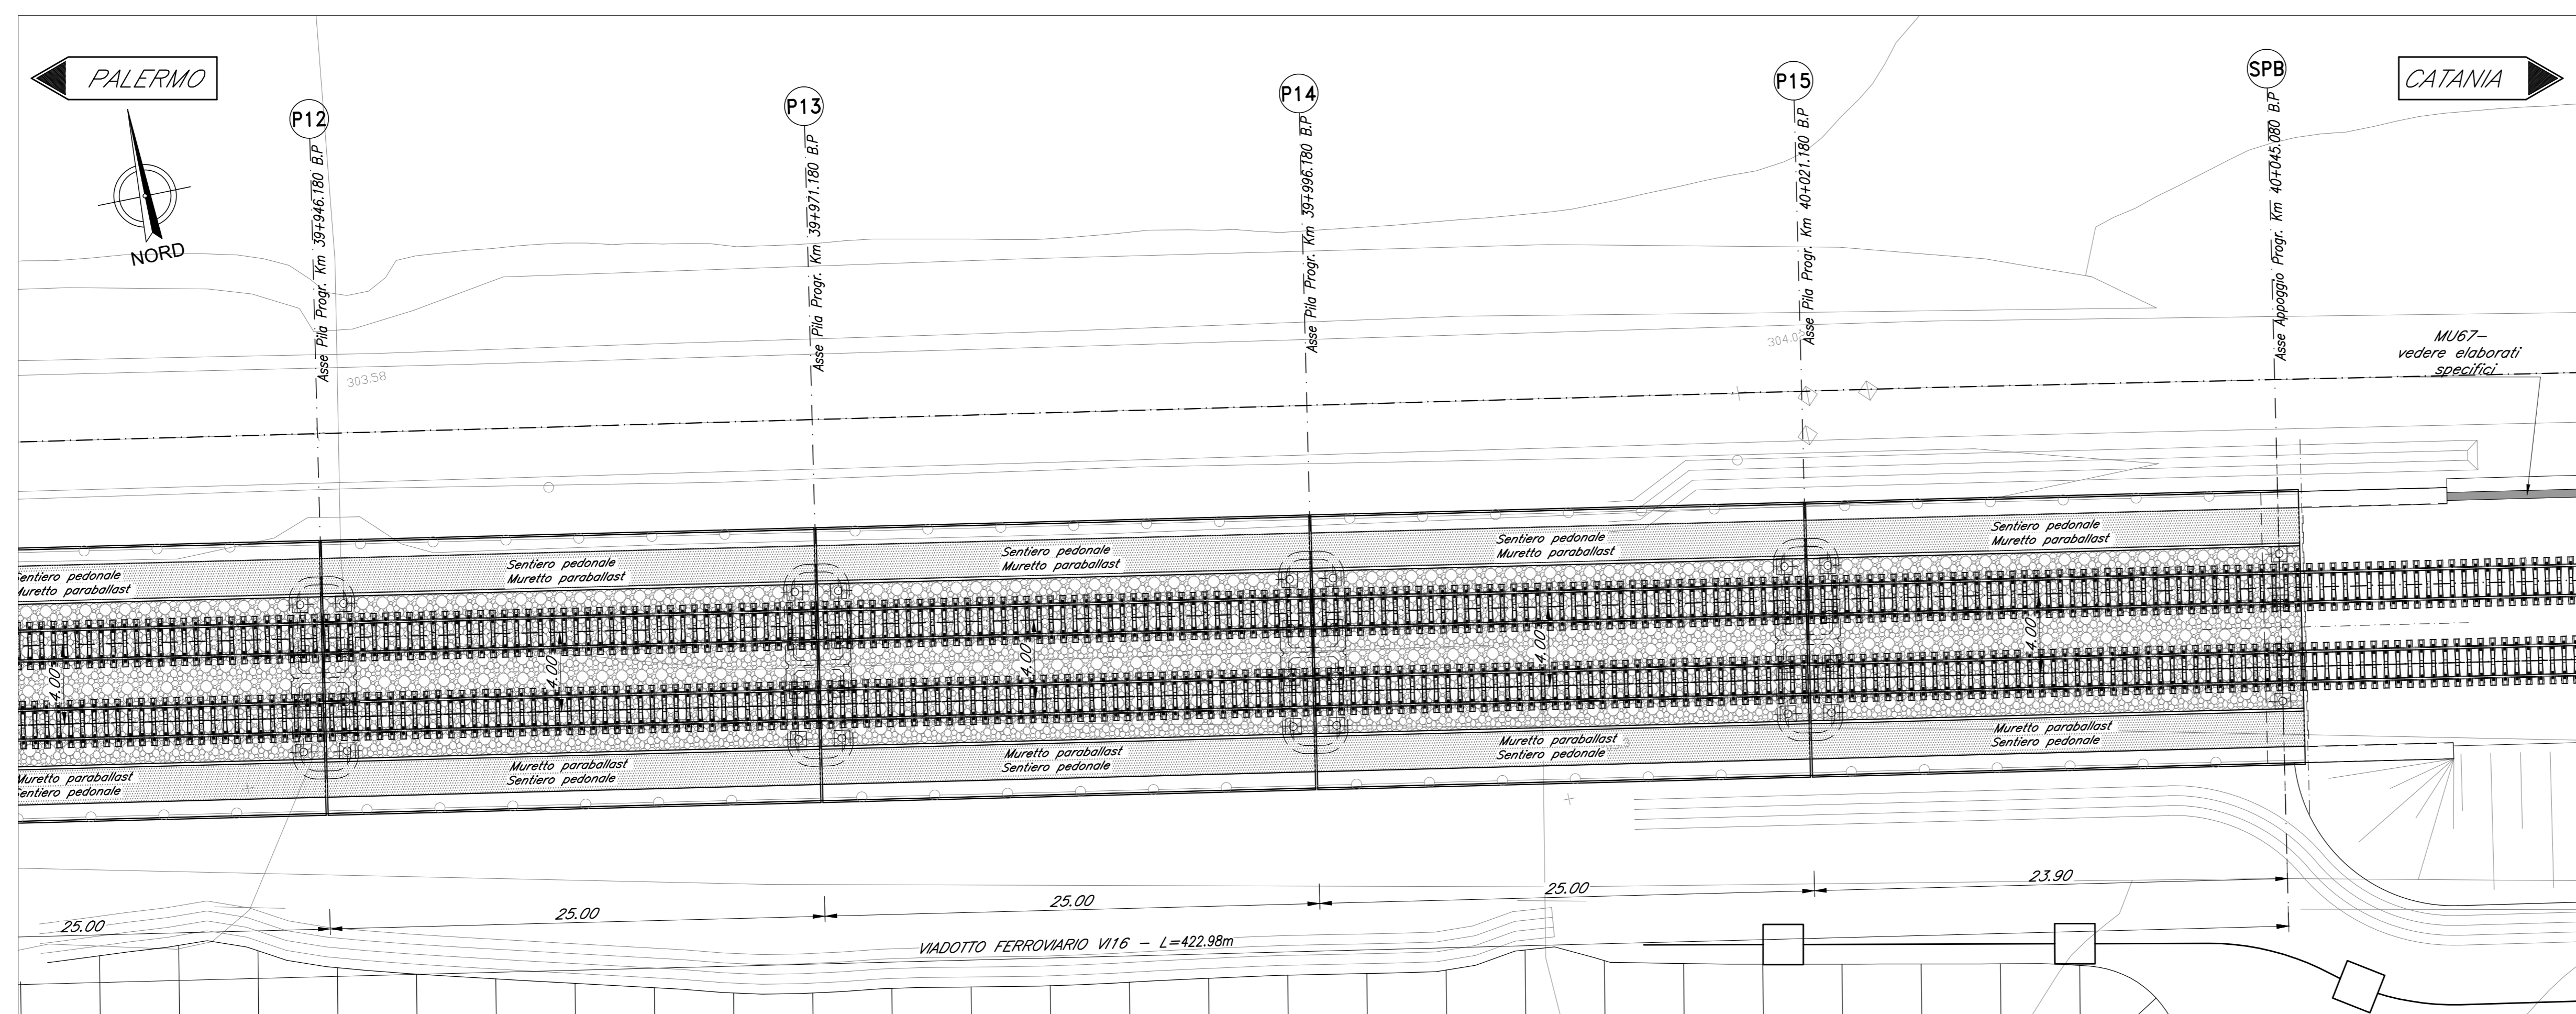 PALERMO
CATANIA
NORD
P12
P13
P14
P15
SPB
Asse Pila Progr. Km 39+946.180 B.P
Asse Pila Progr. Km 39+971.180 B.P
Asse Pila Progr. Km 39+996.180 B.P
Asse Pila Progr. Km 40+021.180 B.P
Asse Appoggio Progr. Km 40+045.080 B.P
303.58
MU67-
vedere elaborati
specifici
Sentiero pedonale
Muretto paraballast
Sentiero pedonale
Muretto paraballast
Sentiero pedonale
Muretto paraballast
Sentiero pedonale
Muretto paraballast
Sentiero pedonale
Muretto paraballast
4.00
4.00
4.00
4.00
4.00
Muretto paraballast
Sentiero pedonale
Muretto paraballast
Sentiero pedonale
Muretto paraballast
Sentiero pedonale
Muretto paraballast
Sentiero pedonale
Muretto paraballast
Sentiero pedonale
25.00
25.00
25.00
25.00
23.90
VIADOTTO FERROVIARIO VI16 - L=422.98m